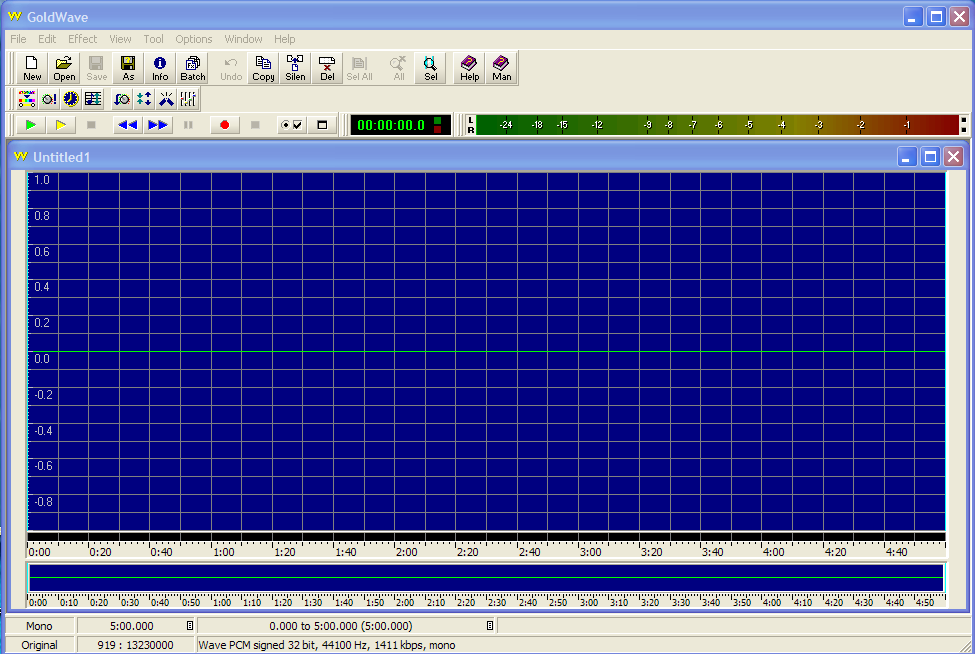 GoldWave
File Edit Effect View Tool Options Window Help
New Open Save As Info Batch Undo Copy Silen Del Sel All All Sel Help Man
00:00:00.0 L R -24 -18 -15 -12 -9 -8 -7 -6 -5 -4 -3 -2 -1
Untitled1
1.0
0.8
0.6
0.4
0.2
0.0
-0.2
-0.4
-0.6
-0.8
0:00 0:20 0:40 1:00 1:20 1:40 2:00 2:20 2:40 3:00 3:20 3:40 4:00 4:20 4:40
0:00 0:10 0:20 0:30 0:40 0:50 1:00 1:10 1:20 1:30 1:40 1:50 2:00 2:10 2:20 2:30 2:40 2:50 3:00 3:10 3:20 3:30 3:40 3:50 4:00 4:10 4:20 4:30 4:40 4:50
Mono 5:00.000 0.000 to 5:00.000 (5:00.000)
Original 919 : 13230000 Wave PCM signed 32 bit, 44100 Hz, 1411 kbps, mono